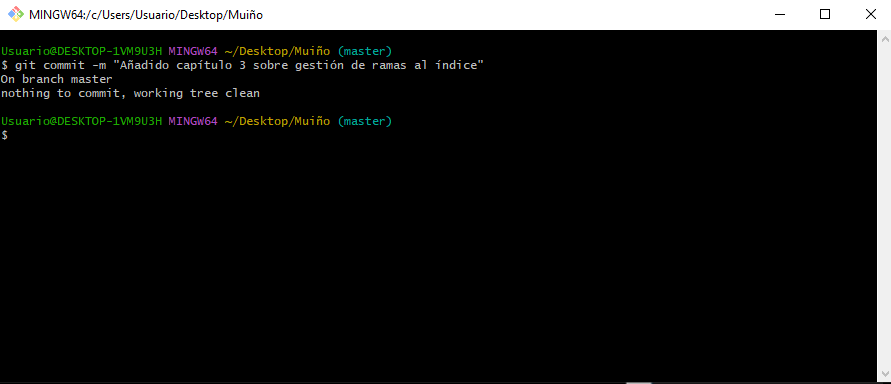 MINGW64:/c/Users/Usuario/Desktop/Muiño
Usuario@DESKTOP-1VM9U3H MINGW64 ~/Desktop/Muiño (master)
$ git commit -m "Añadido capítulo 3 sobre gestión de ramas al índice"
On branch master
nothing to commit, working tree clean
Usuario@DESKTOP-1VM9U3H MINGW64 ~/Desktop/Muiño (master)
$